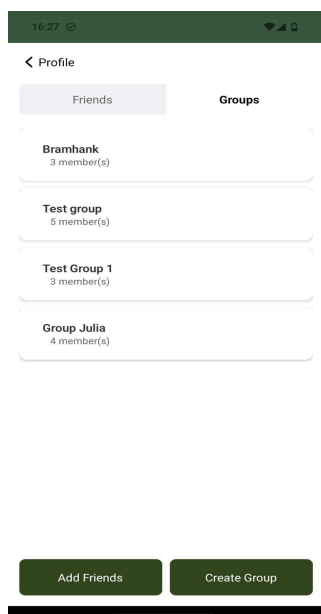 16:27
Profile
Friends
Groups
Bramhank
3 member(s)
Test group
5 member(s)
Test Group 1
3 member(s)
Group Julia
4 member(s)
Add Friends
Create Group